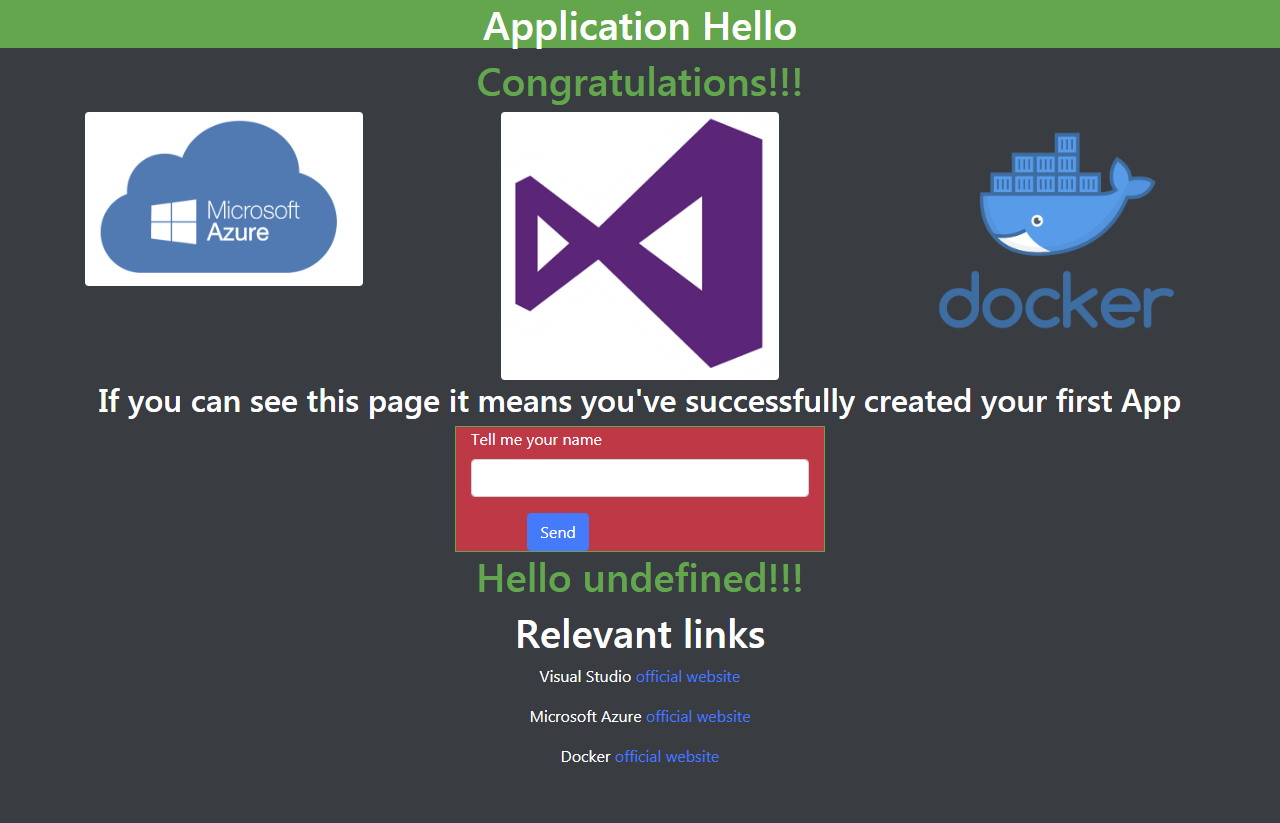 Application Hello
Congratulations!!!
Microsoft
Azure
docker
If you can see this page it means you've successfully created your first App
Tell me your name
Send
Hello undefined!!!
Relevant links
Visual Studio official website
Microsoft Azure official website
Docker official website